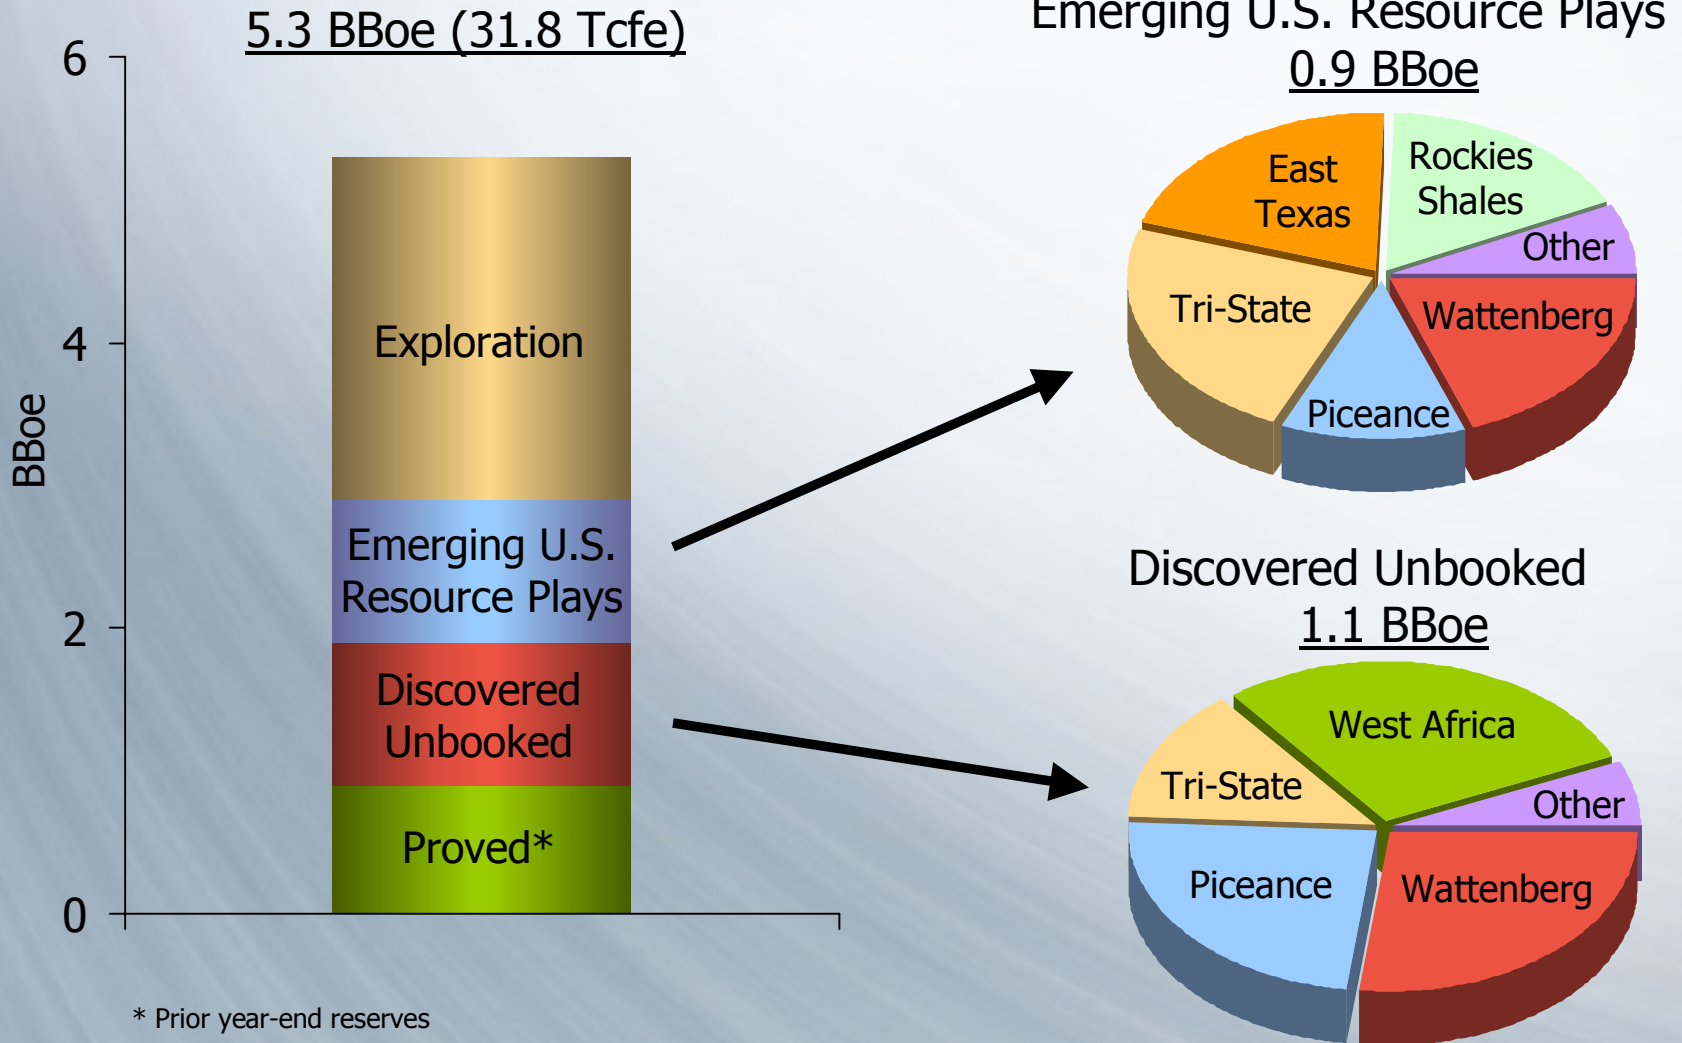 5.3 BBoe (31.8 Tcfe)
6
4
2
0
BBoe
Exploration
Emerging U.S.
Resource Plays
Discovered
Unbooked
Proved*
* Prior year-end reserves
Emerging U.S. Resource Plays
0.9 BBoe
East
Texas
Rockies
Shales
Other
Tri-State
Wattenberg
Piceance
Discovered Unbooked
1.1 BBoe
West Africa
Tri-State
Other
Piceance
Wattenberg